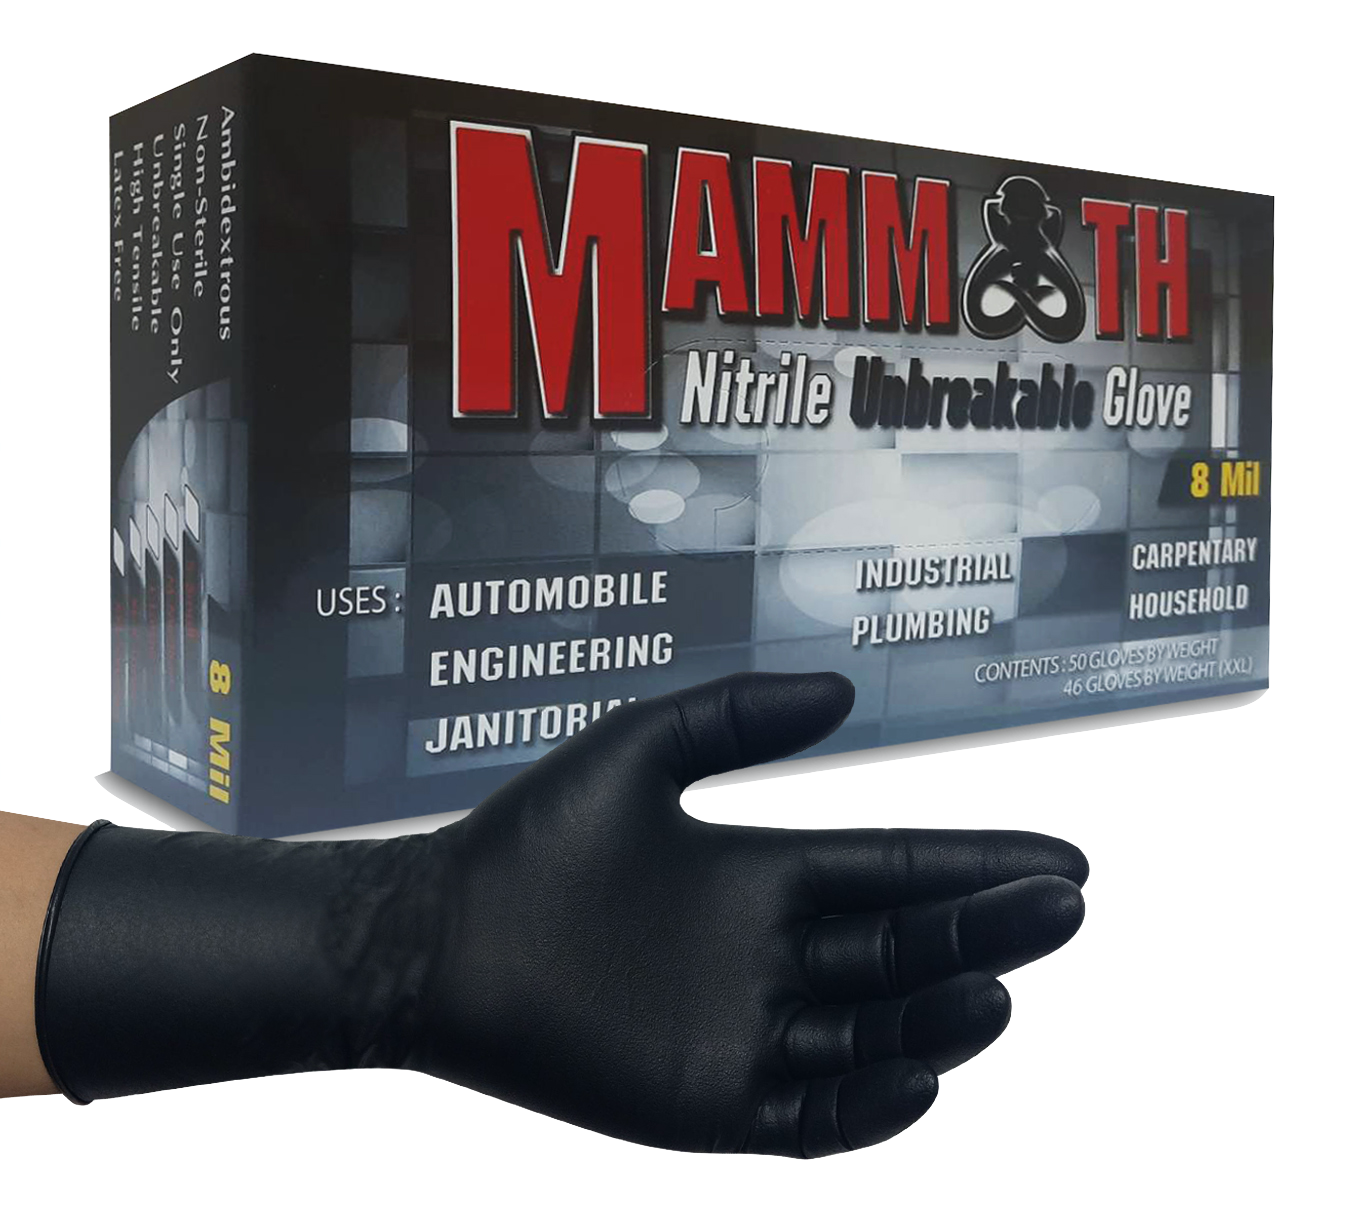 Ambidextrous
Non-Sterile
Single Use Only
Unbreakable
High Tensile
Latex Free
8 Mil
MAMMOTH
Nitrile Unbreakable Glove
8 Mil
USES :
AUTOMOBILE
ENGINEERING
JANITORIAL
INDUSTRIAL
PLUMBING
CARPENTARY
HOUSEHOLD
CONTENTS : 50 GLOVES BY WEIGHT
46 GLOVES BY WEIGHT (XXL)